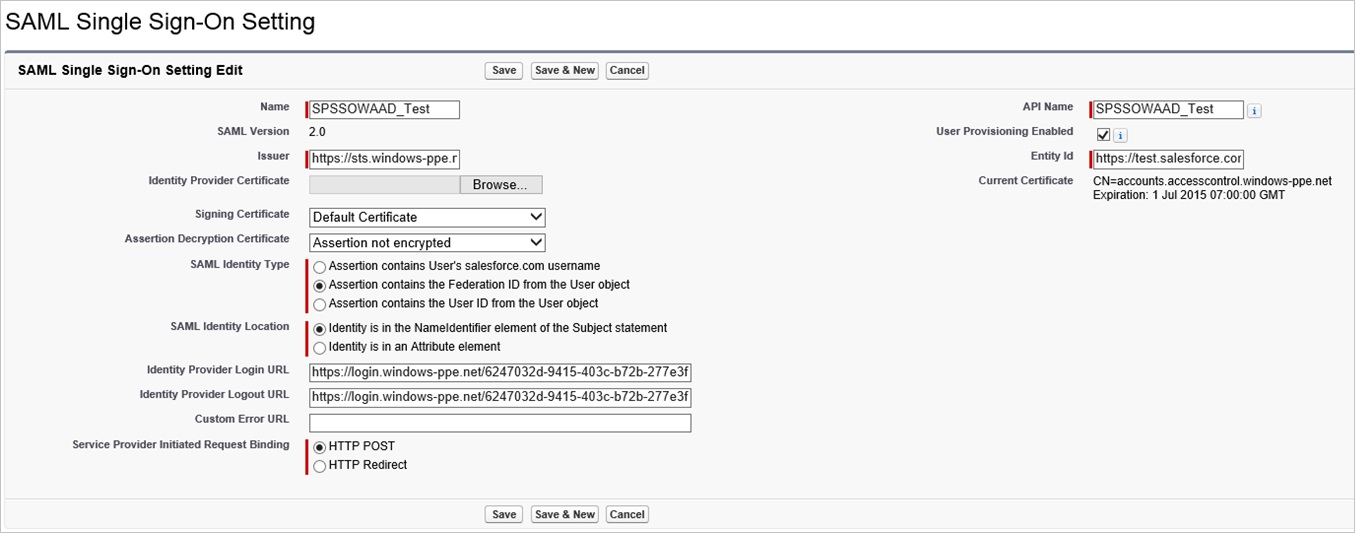 SAML Single Sign-On Setting
SAML Single Sign-On Setting Edit Save Save & New Cancel
Name SPSSOWAAD_Test API Name SPSSOWAAD_Test i
SAML Version 2.0 User Provisioning Enabled i
Issuer https://sts.windows-ppe.r Entity Id https://test.salesforce.cor
Identity Provider Certificate Browse... Current Certificate CN=accounts.accesscontrol.windows-ppe.net
Expiration: 1 Jul 2015 07:00:00 GMT
Signing Certificate Default Certificate
Assertion Decryption Certificate Assertion not encrypted
SAML Identity Type Assertion contains User's salesforce.com username
Assertion contains the Federation ID from the User object
Assertion contains the User ID from the User object
SAML Identity Location Identity is in the NameIdentifier element of the Subject statement
Identity is in an Attribute element
Identity Provider Login URL https://login.windows-ppe.net/6247032d-9415-403c-b72b-277e3f
Identity Provider Logout URL https://login.windows-ppe.net/6247032d-9415-403c-b72b-277e3f
Custom Error URL
Service Provider Initiated Request Binding HTTP POST
HTTP Redirect
Save Save & New Cancel